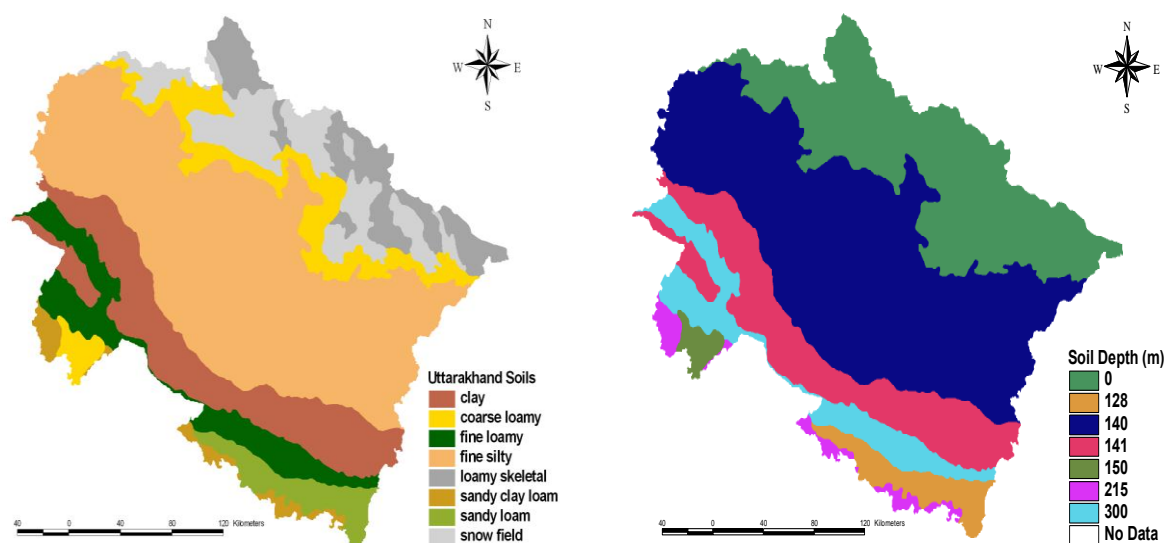 N
W E
S
Uttarakhand Soils
clay
coarse loamy
fine loamy
fine silty
loamy skeletal
sandy clay loam
sandy loam
snow field
40 0 40 80 120 Kilometers
N
W E
S
Soil Depth (m)
0
128
140
141
150
215
300
No Data
40 0 40 80 120 Kilometers